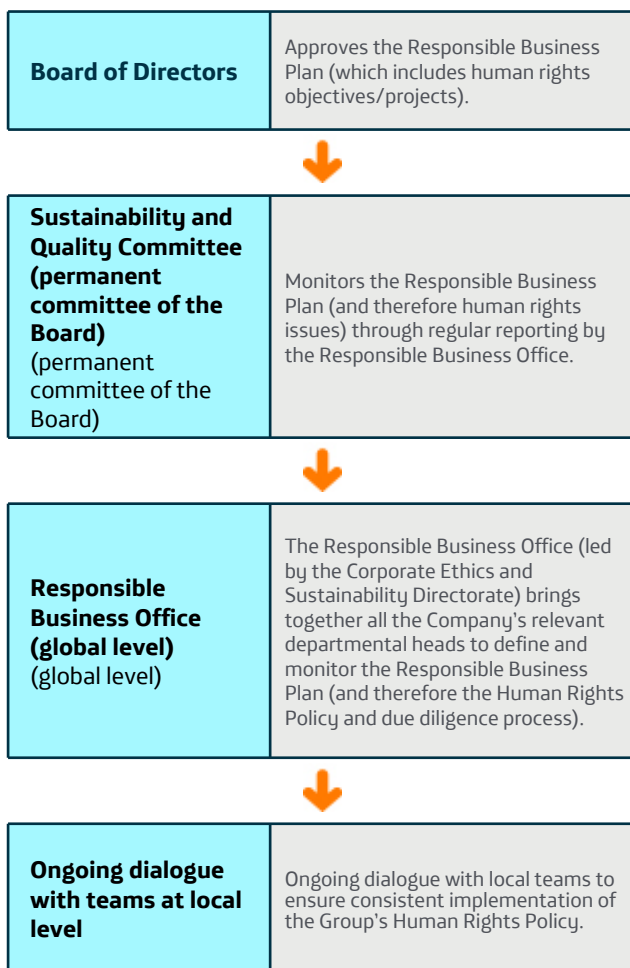 Board of Directors
Approves the Responsible Business
Plan (which includes human rights
objectives/projects).
Sustainability and
Quality Committee
(permanent
committee of the
Board)
(permanent
committee of the
Board)
Monitors the Responsible Business
Plan (and therefore human rights
issues) through regular reporting by
the Responsible Business Office.
Responsible
Business Office
(global level)
(global level)
The Responsible Business Office (led
by the Corporate Ethics and
Sustainability Directorate) brings
together all the Company's relevant
departmental heads to define and
monitor the Responsible Business
Plan (and therefore the Human Rights
Policy and due diligence process).
Ongoing dialogue
with teams at local
level
Ongoing dialogue with local teams to
ensure consistent implementation of
the Group's Human Rights Policy.